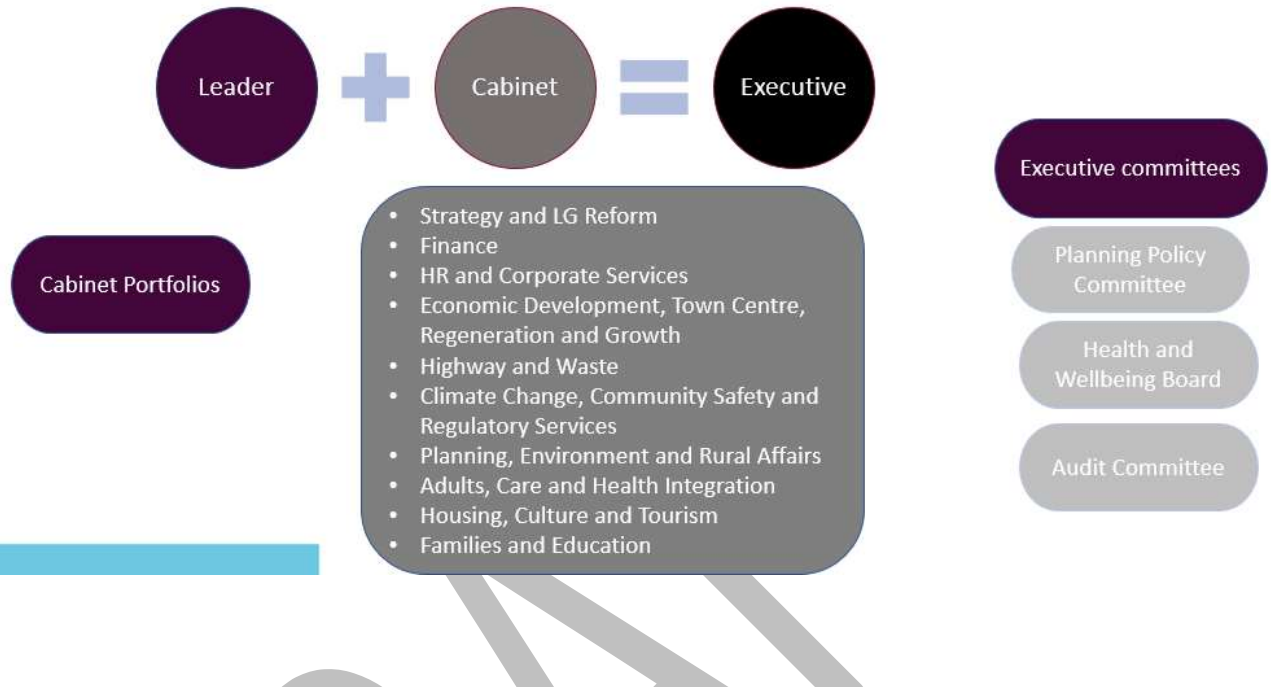 Leader
Cabinet
Executive
Executive committees
Planning Policy
Committee
Health and
Wellbeing Board
Audit Committee
Cabinet Portfolios
• Strategy and LG Reform
• Finance
• HR and Corporate Services
• Economic Development, Town Centre,
Regeneration and Growth
• Highway and Waste
• Climate Change, Community Safety and
Regulatory Services
• Planning, Environment and Rural Affairs
• Adults, Care and Health Integration
• Housing, Culture and Tourism
• Families and Education